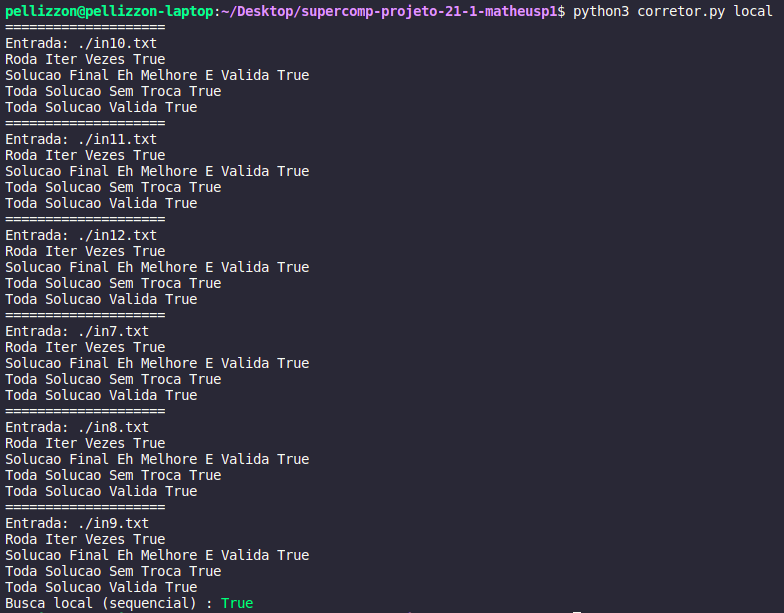 pellizzon@pellizzon-laptop:~/Desktop/supercomp-projeto-21-1-matheusp1$ python3 corretor.py local
====================
Entrada: ./in10.txt
Roda Iter Vezes True
Solucao Final Eh Melhore E Valida True
Toda Solucao Sem Troca True
Toda Solucao Valida True
====================
Entrada: ./in11.txt
Roda Iter Vezes True
Solucao Final Eh Melhore E Valida True
Toda Solucao Sem Troca True
Toda Solucao Valida True
====================
Entrada: ./in12.txt
Roda Iter Vezes True
Solucao Final Eh Melhore E Valida True
Toda Solucao Sem Troca True
Toda Solucao Valida True
====================
Entrada: ./in7.txt
Roda Iter Vezes True
Solucao Final Eh Melhore E Valida True
Toda Solucao Sem Troca True
Toda Solucao Valida True
====================
Entrada: ./in8.txt
Roda Iter Vezes True
Solucao Final Eh Melhore E Valida True
Toda Solucao Sem Troca True
Toda Solucao Valida True
====================
Entrada: ./in9.txt
Roda Iter Vezes True
Solucao Final Eh Melhore E Valida True
Toda Solucao Sem Troca True
Toda Solucao Valida True
Busca local (sequencial) : True